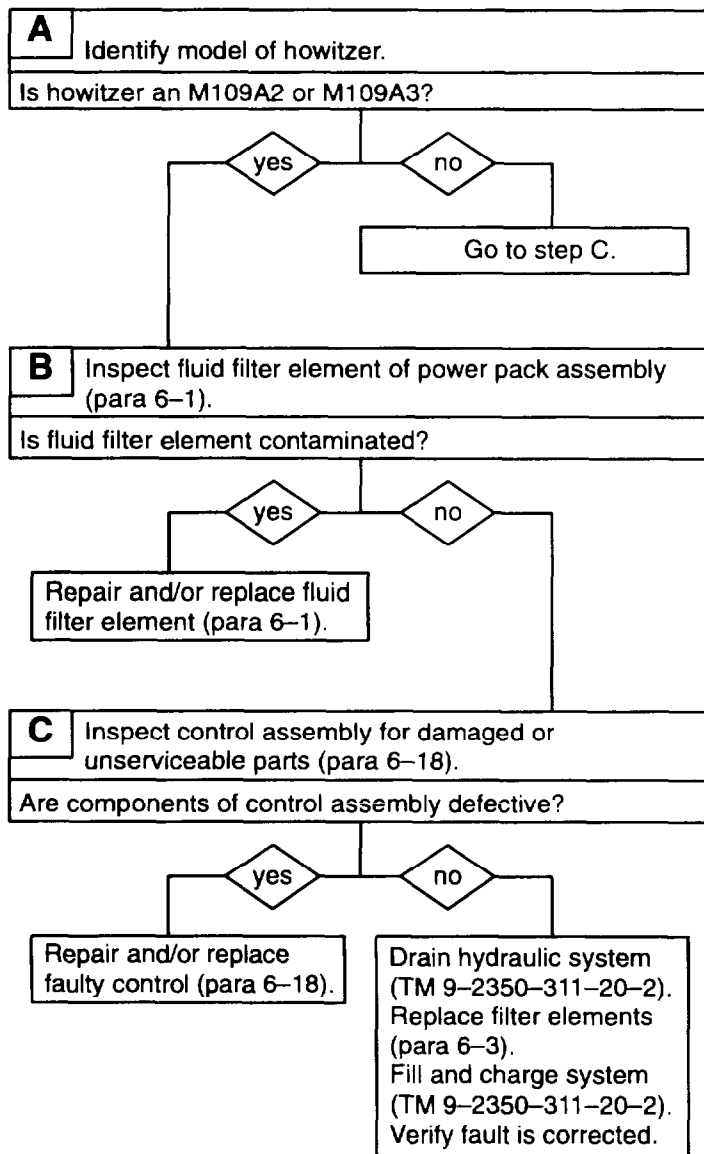 A Identify model of howitzer.
Is howitzer an M109A2 or M109A3?
yes
no
Go to step C.
B Inspect fluid filter element of power pack assembly
(para 6–1).
Is fluid filter element contaminated?
yes
no
Repair and/or replace fluid
filter element (para 6–1).
C Inspect control assembly for damaged or
unserviceable parts (para 6–18).
Are components of control assembly defective?
yes
no
Repair and/or replace
faulty control (para 6–18).
Drain hydraulic system
(TM 9–2350–311–20–2).
Replace filter elements
(para 6–3).
Fill and charge system
(TM 9–2350–311–20–2).
Verify fault is corrected.